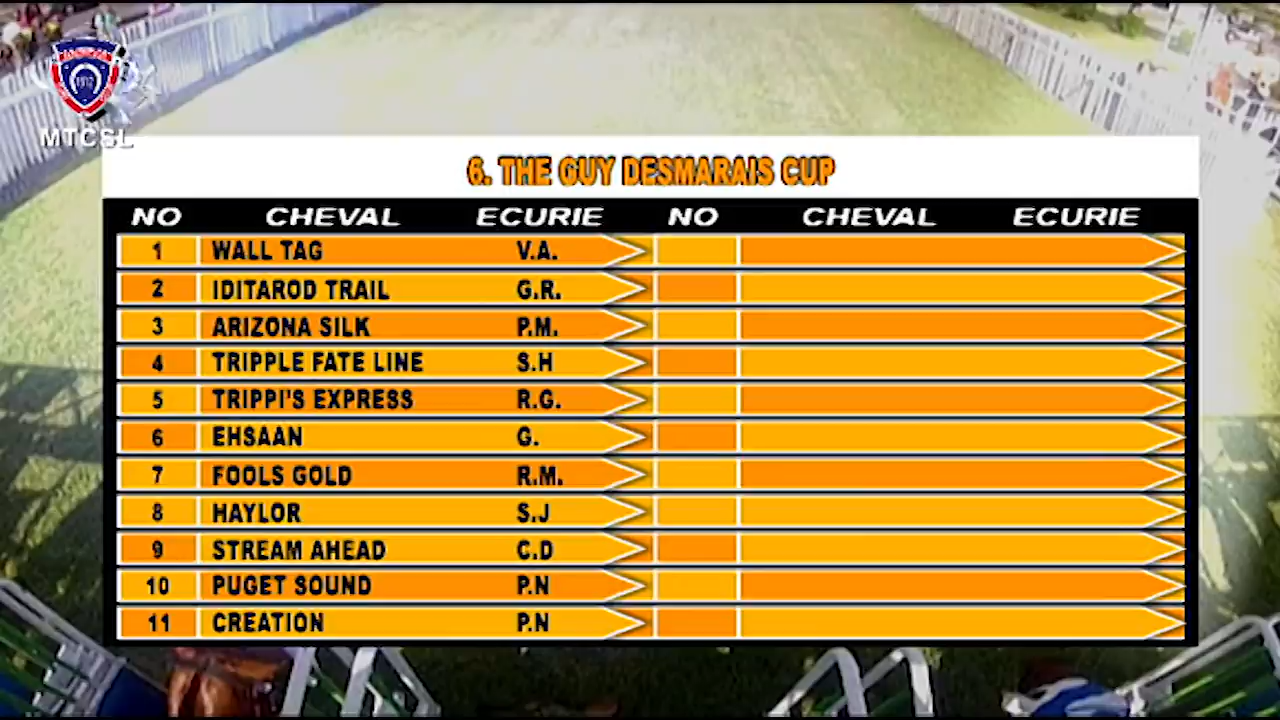 MTCSL
1812
6. THE GUY DESMARAIS CUP
NO CHEVAL ECURIE NO CHEVAL ECURIE
1 WALL TAG V.A.
2 IDITAROD TRAIL G.R.
3 ARIZONA SILK P.M.
4 TRIPPLE FATE LINE S.H
5 TRIPPI'S EXPRESS R.G.
6 EHSAAN G.
7 FOOLS GOLD R.M.
8 HAYLOR S.J
9 STREAM AHEAD C.D
10 PUGET SOUND P.N
11 CREATION P.N